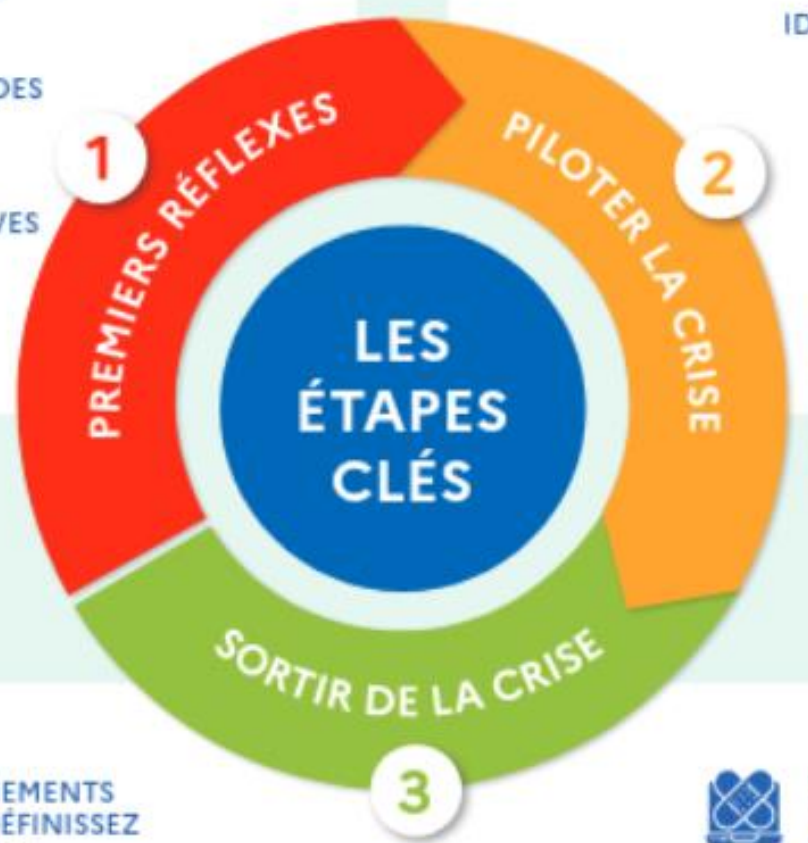 1
PREMIERS RÉFLEXES
2
PILOTER LA CRISE
LES
ÉTAPES
CLÉS
SORTIR DE LA CRISE
3